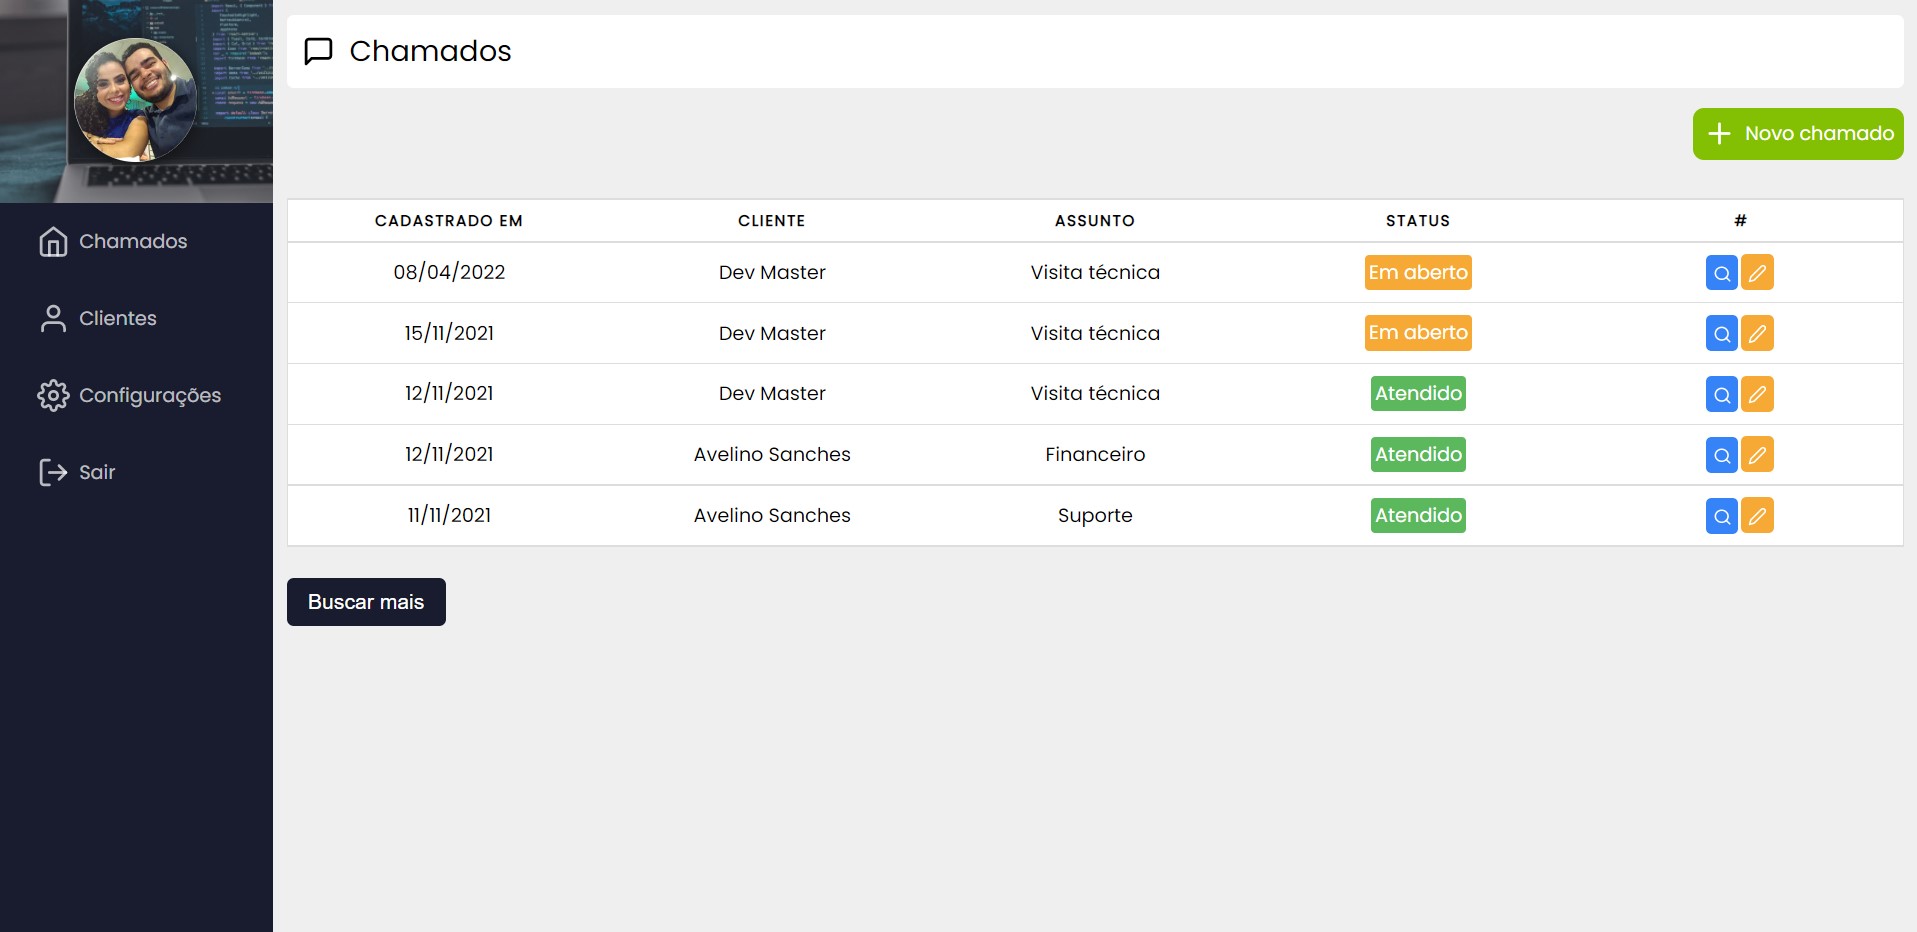 Chamados
Clientes
Configurações
Sair
Chamados
Novo chamado
CADASTRADO EM CLIENTE ASSUNTO STATUS #
08/04/2022 Dev Master Visita técnica Em aberto
15/11/2021 Dev Master Visita técnica Em aberto
12/11/2021 Dev Master Visita técnica Atendido
12/11/2021 Avelino Sanches Financeiro Atendido
11/11/2021 Avelino Sanches Suporte Atendido
Buscar mais